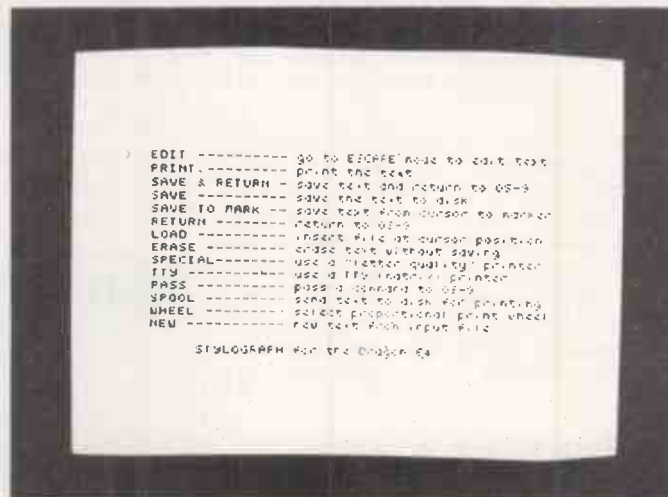 > EDIT ---------- go to ESCAPE mode to edit text
PRINT ---------- print the text
SAVE & RETURN - save text and return to OS-9
SAVE ----------- save the text to disk
SAVE TO MARK -- save text from cursor to marker
RETURN --------- return to OS-9
LOAD ----------- insert file at cursor position
ERASE ---------- erase text without saving
SPECIAL-------- use a "letter quality" printer
TTY ------------ use a TTY (matrix) printer
PASS ----------- pass a command to OS-9
SPOOL ---------- send text to disk for printing
WHEEL ---------- select proportional print wheel
NEW ------------ new text from input file
STYLOGRAPH for the Dragon 64